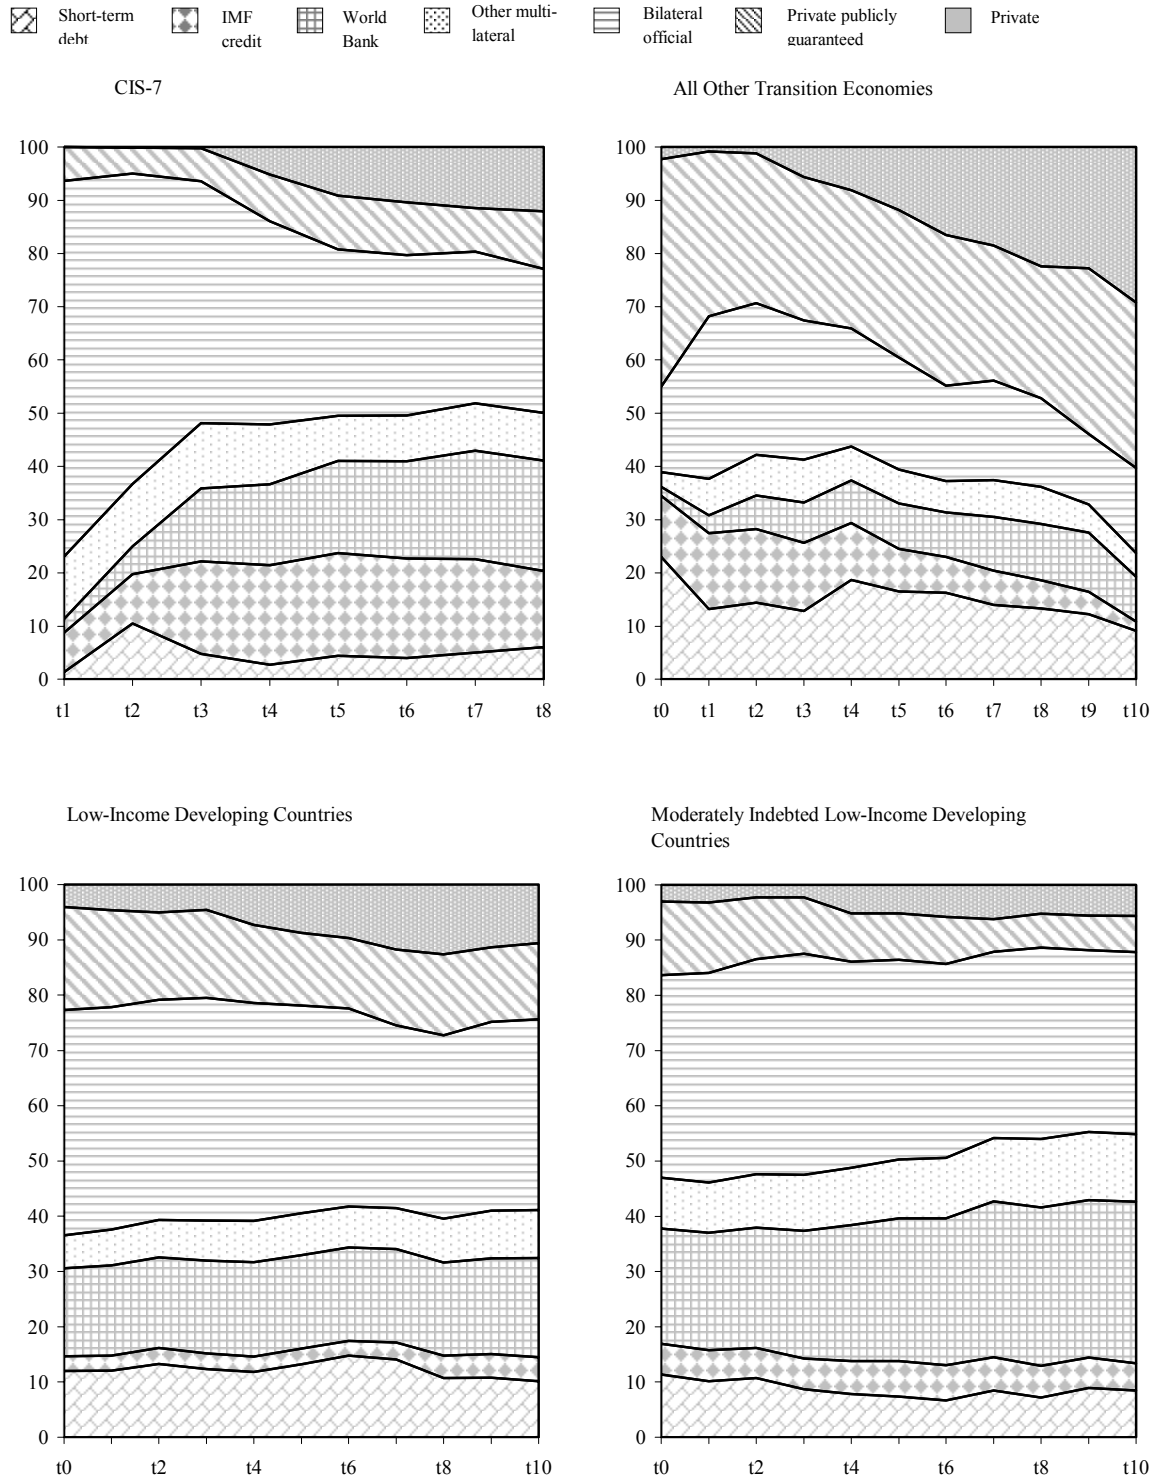 Short-term
debt
IMF
credit
World
Bank
Other multi-
lateral
Bilateral
official
Private publicly
guaranteed
Private
CIS-7
100
90
80
70
60
50
40
30
20
10
0
t1 t2 t3 t4 t5 t6 t7 t8
All Other Transition Economies
100
90
80
70
60
50
40
30
20
10
0
t0 t1 t2 t3 t4 t5 t6 t7 t8 t9 t10
Low-Income Developing Countries
100
90
80
70
60
50
40
30
20
10
0
t0 t2 t4 t6 t8 t10
Moderately Indebted Low-Income Developing
Countries
100
90
80
70
60
50
40
30
20
10
0
t0 t2 t4 t6 t8 t10